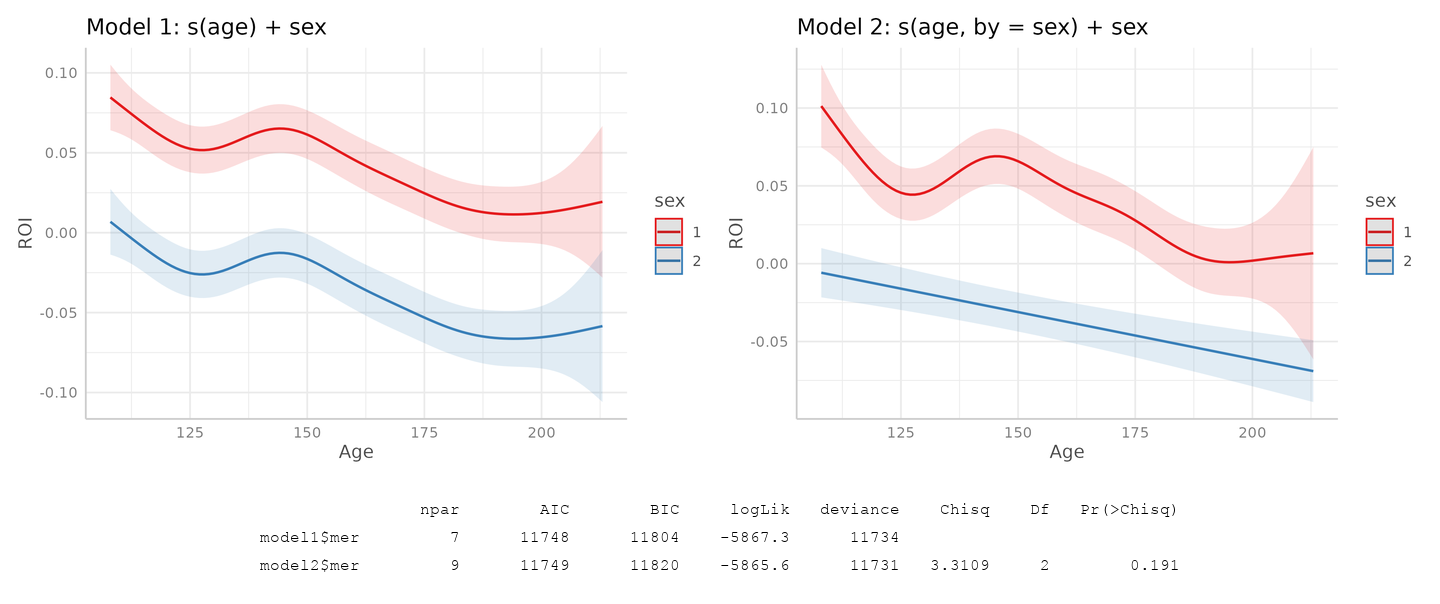 Model 1: s(age) + sex
0.10
0.05
0.00
-0.05
-0.10
ROI
125 150 175 200
Age
sex
1
2
Model 2: s(age, by = sex) + sex
0.10
0.05
0.00
-0.05
ROI
125 150 175 200
Age
sex
1
2
npar AIC BIC logLik deviance Chisq Df Pr(>Chisq)
model1$mer 7 11748 11804 -5867.3 11734
model2$mer 9 11749 11820 -5865.6 11731 3.3109 2 0.191